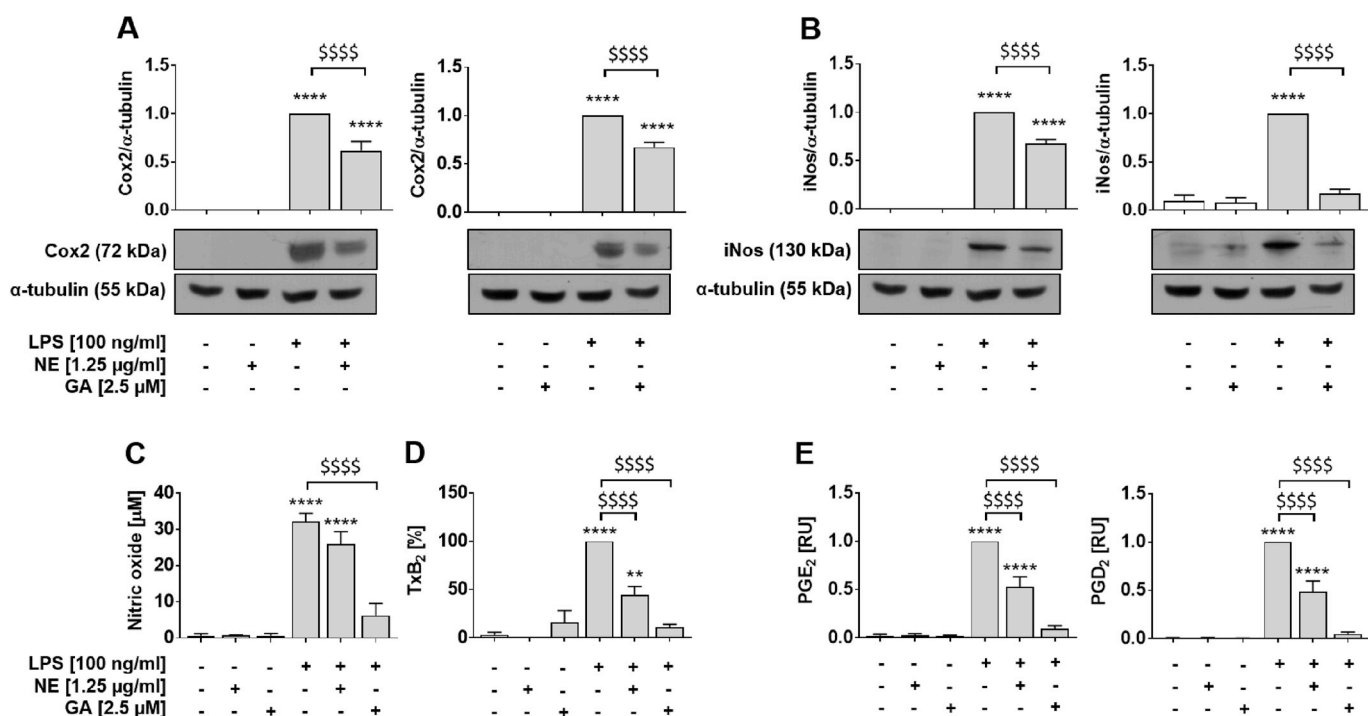 A
$$$$
1.5
1.0
0.5
0.0
Cox2/α-tubulin
****
****
$$$$
1.5
1.0
0.5
0.0
Cox2/α-tubulin
****
****
Cox2 (72 kDa)
α-tubulin (55 kDa)
LPS [100 ng/ml] - - + + - - + +
NE [1.25 µg/ml] - + - + - - - -
GA [2.5 µM] - - - - - + - +
B
$$$$
1.5
1.0
0.5
0.0
iNos/α-tubulin
****
****
$$$$
1.5
1.0
0.5
0.0
iNos/α-tubulin
****
iNos (130 kDa)
α-tubulin (55 kDa)
- - + + - - + +
- + - + - - - -
- - - - - + - +
C
$$$$
40
30
20
10
0
Nitric oxide [µM]
****
****
D
$$$$
$$$$
150
100
50
0
TxB2 [%]
****
**
LPS [100 ng/ml] - - - + + + - - - + + +
NE [1.25 µg/ml] - + - - + - - + - - + -
GA [2.5 µM] - - + - - + - - + - - +
E
$$$$
$$$$
1.5
1.0
0.5
0.0
PGE2 [RU]
****
****
$$$$
$$$$
1.5
1.0
0.5
0.0
PGD2 [RU]
****
****
- - - + + + - - - + + +
- + - - + - - + - - + -
- - + - - + - - + - - +